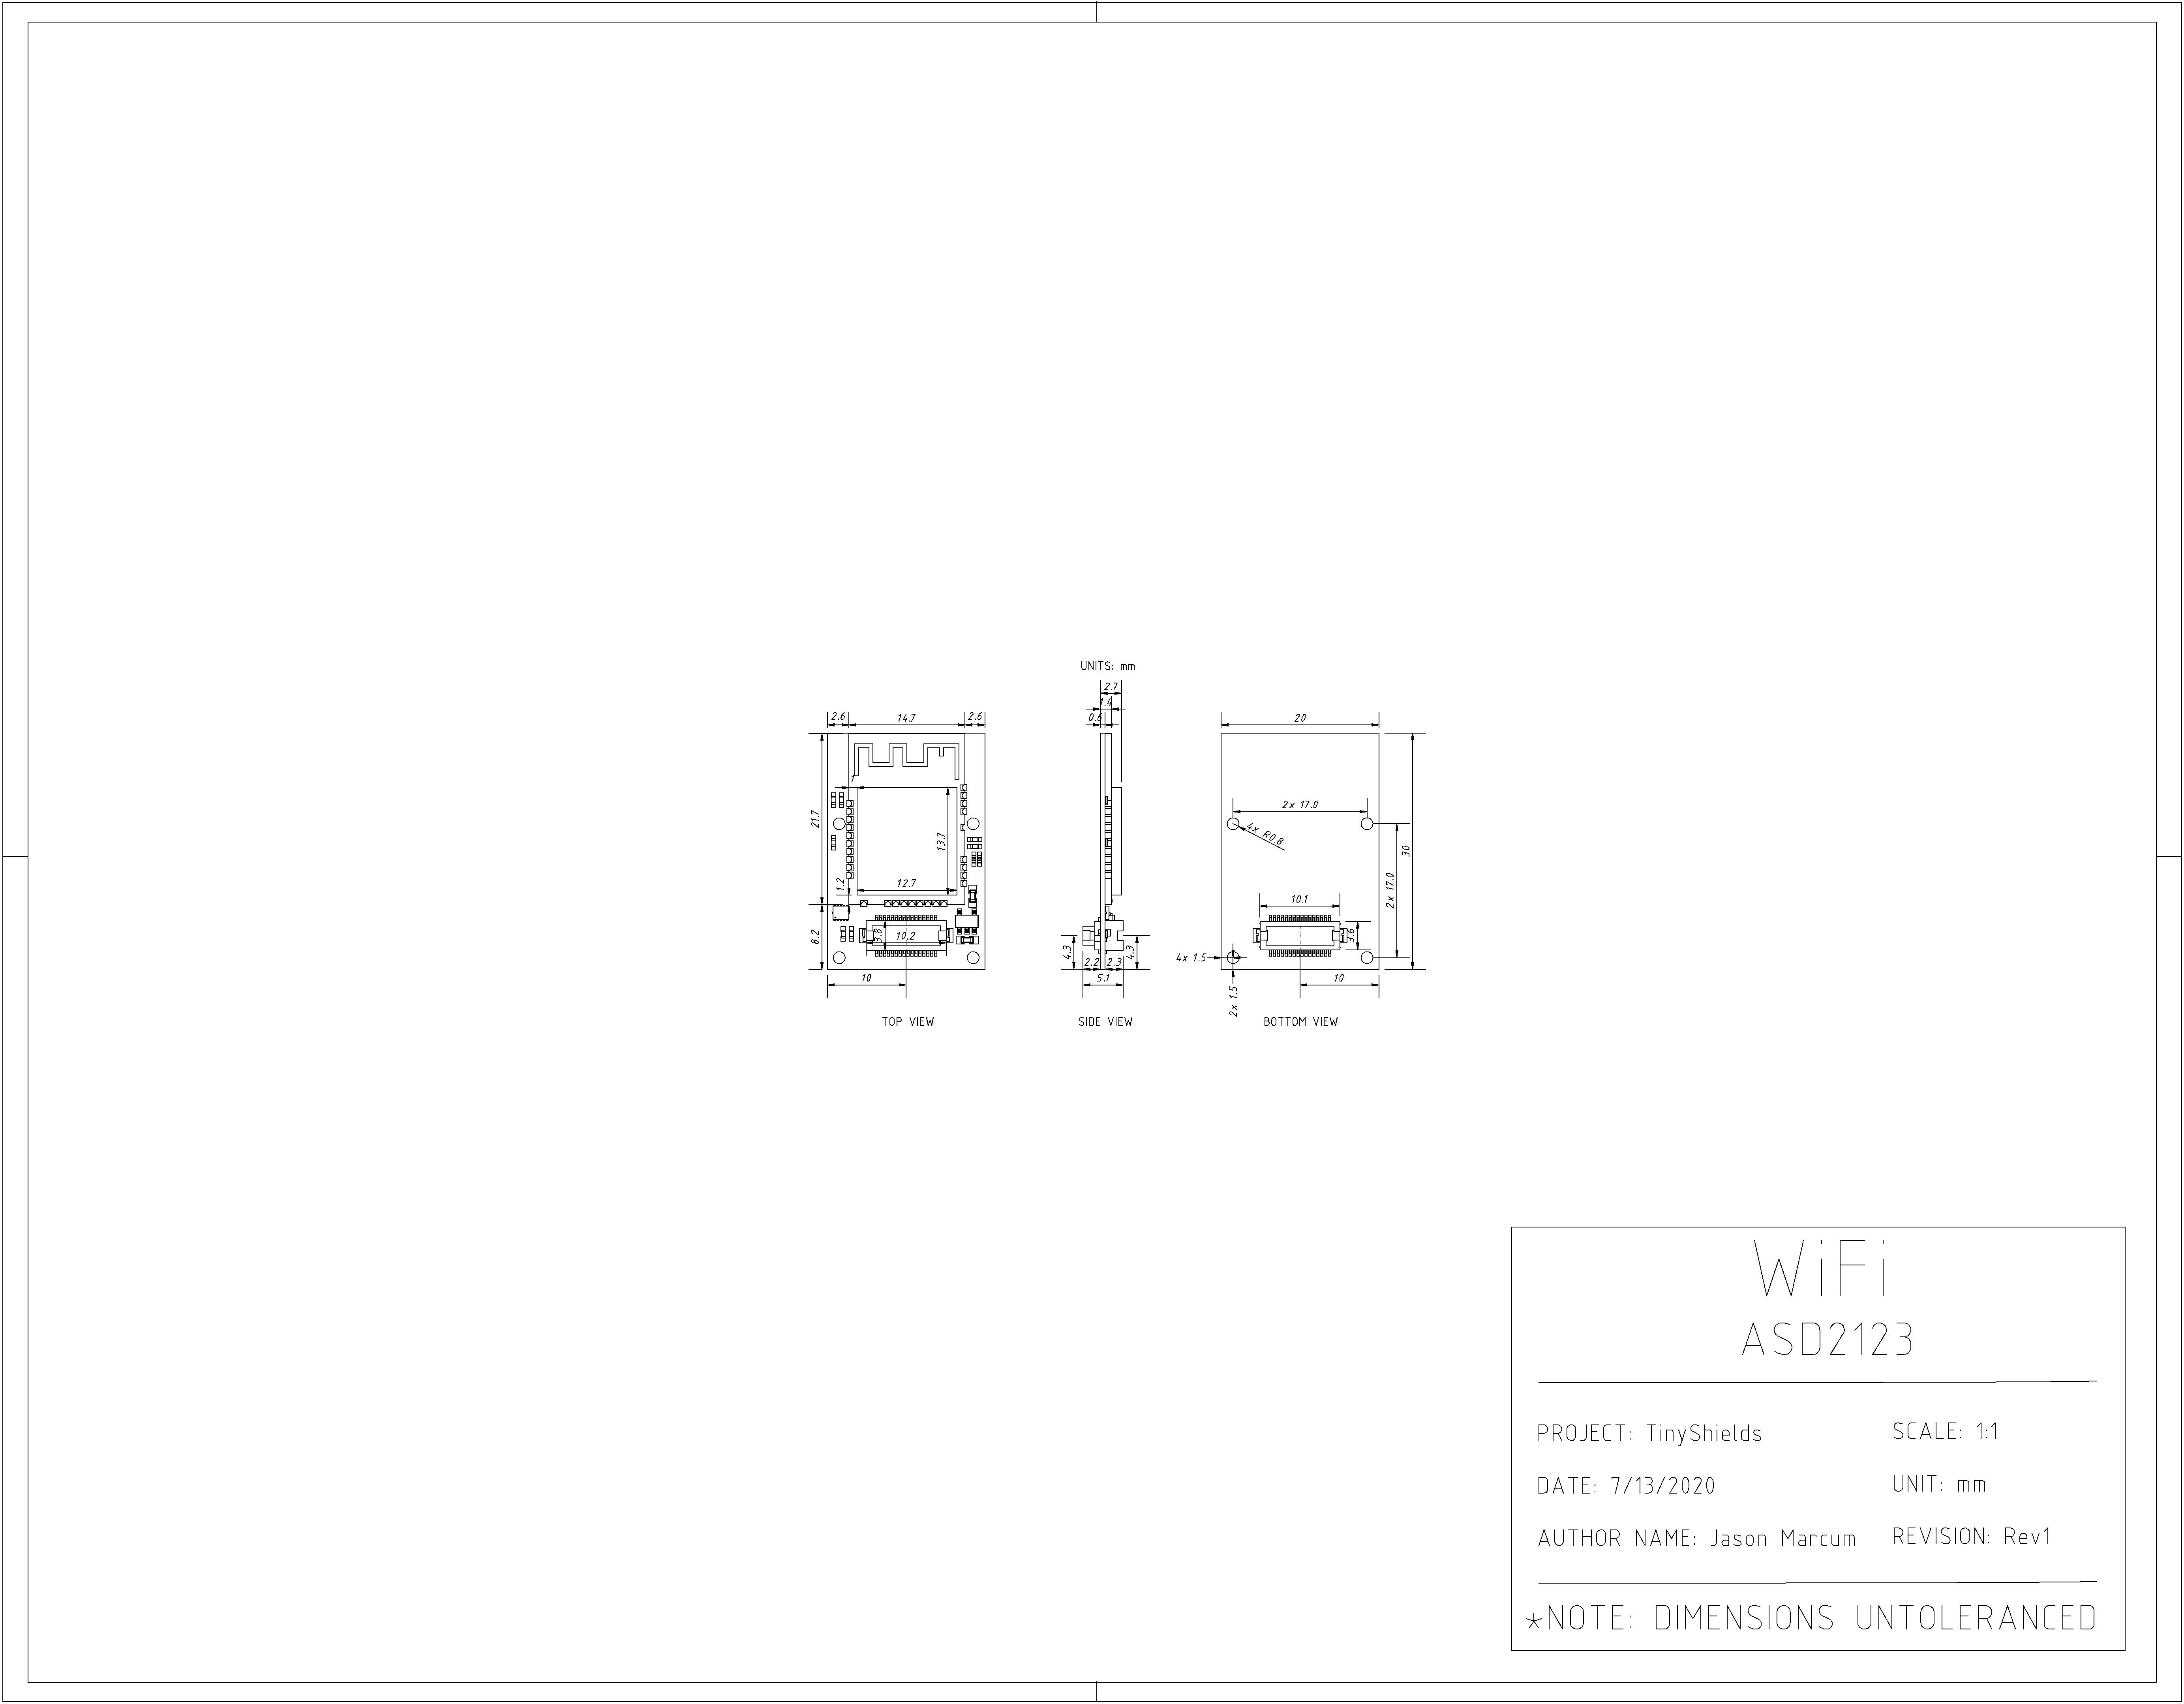 UNITS: mm
2.7
1.4
0.6
2.6
14.7
2.6
1
21.7
13.7
1.2
12.7
8.2
3.8
10.2
10
TOP VIEW
4.3
4.3
2.2
2.3
5.1
SIDE VIEW
20
2x 17.0
4x R0.8
30
2x 17.0
10.1
3.6
4x 1.5
2x 1.5
10
BOTTOM VIEW
WiFi
ASD2123
PROJECT: TinyShields
SCALE: 1:1
DATE: 7/13/2020
UNIT: mm
AUTHOR NAME: Jason Marcum
REVISION: Rev1
*NOTE: DIMENSIONS UNTOLERANCED